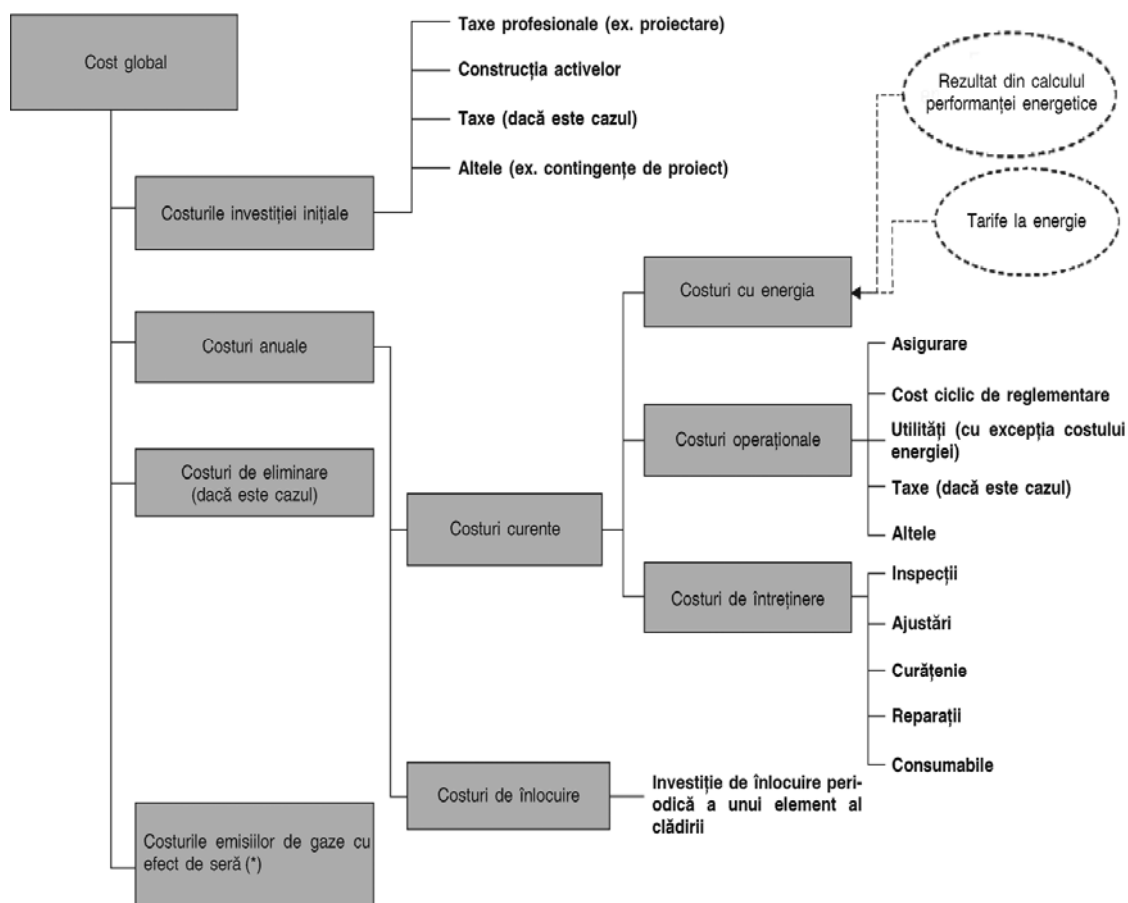 Cost global
Taxe profesionale (ex. proiectare)
Construcția activelor
Taxe (dacă este cazul)
Altele (ex. contingențe de proiect)
Costurile investiției inițiale
Rezultat din calculul
performanței energetice
Tarife la energie
Costuri cu energia
Costuri anuale
Asigurare
Cost ciclic de reglementare
Utilități (cu excepția costului
energiei)
Taxe (dacă este cazul)
Altele
Costuri operaționale
Costuri de eliminare
(dacă este cazul)
Costuri curente
Costuri de întreținere
Inspecții
Ajustări
Curățenie
Reparații
Consumabile
Costuri de înlocuire
Investiție de înlocuire peri-
odică a unui element al
clădirii
Costurile emisiilor de gaze cu
efect de seră (*)